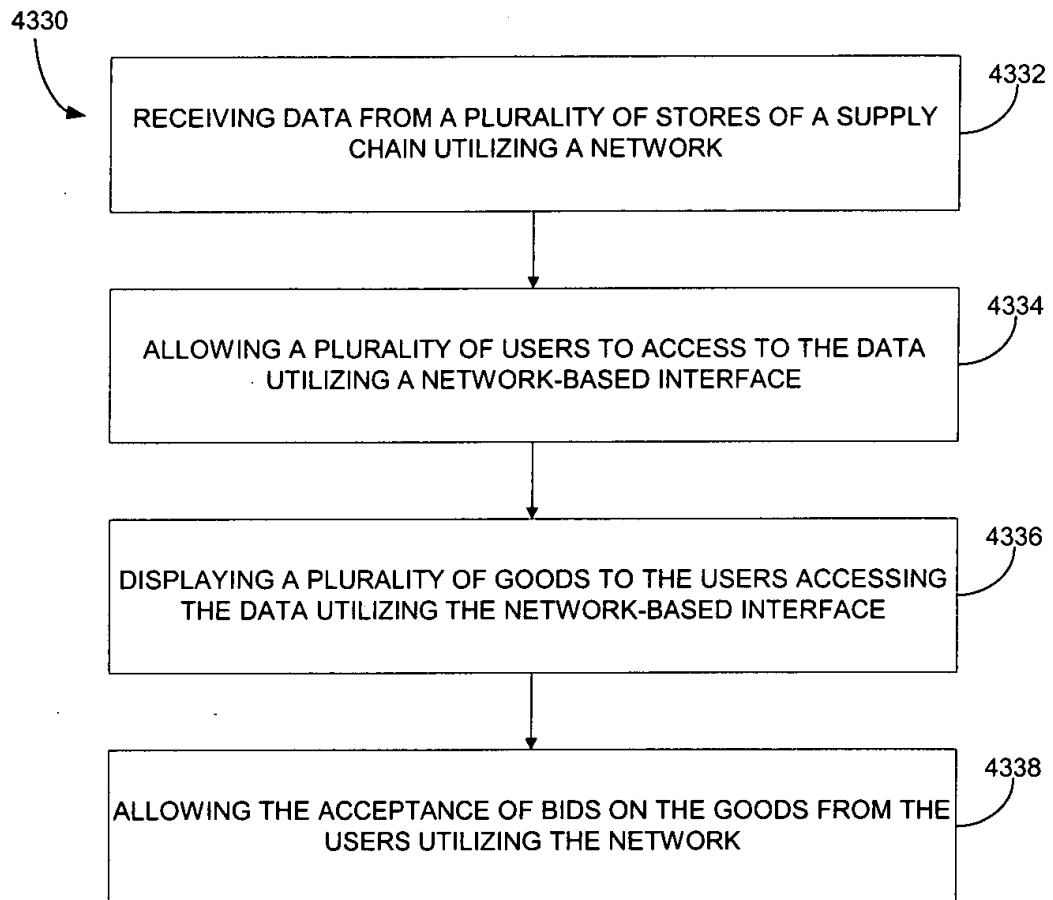 4330
4332
RECEIVING DATA FROM A PLURALITY OF STORES OF A SUPPLY
CHAIN UTILIZING A NETWORK
4334
ALLOWING A PLURALITY OF USERS TO ACCESS TO THE DATA
UTILIZING A NETWORK-BASED INTERFACE
4336
DISPLAYING A PLURALITY OF GOODS TO THE USERS ACCESSING
THE DATA UTILIZING THE NETWORK-BASED INTERFACE
4338
ALLOWING THE ACCEPTANCE OF BIDS ON THE GOODS FROM THE
USERS UTILIZING THE NETWORK